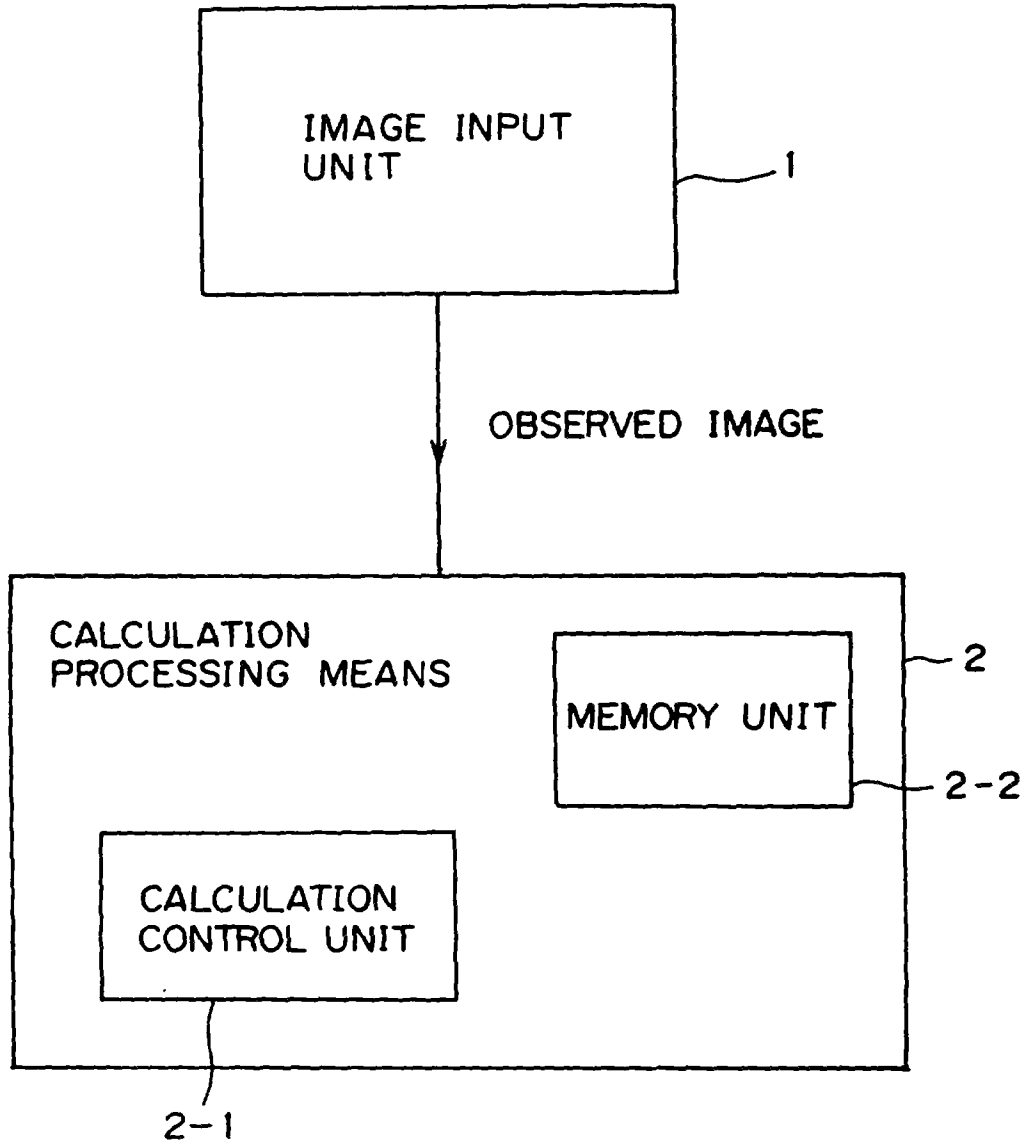 IMAGE INPUT
UNIT
1
OBSERVED IMAGE
CALCULATION
PROCESSING MEANS
2
MEMORY UNIT
2-2
CALCULATION
CONTROL UNIT
2-1